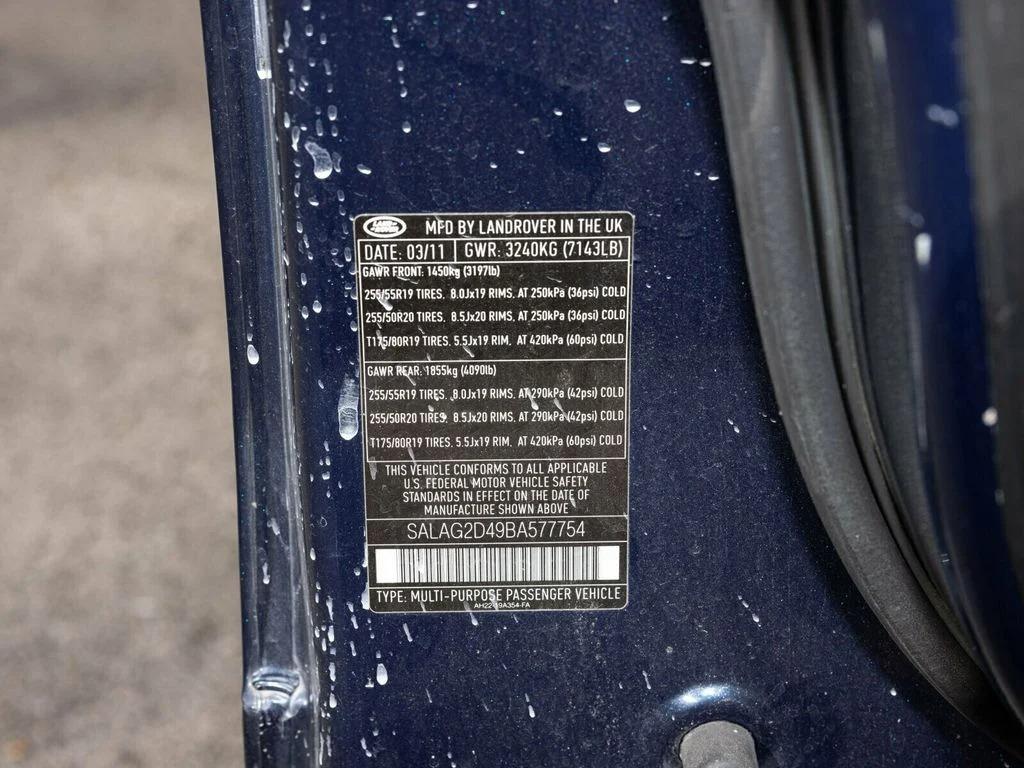 LAND ROVER
MFD BY LANDROVER IN THE UK
DATE: 03/11 GWR: 3240KG (7143LB)
GAWR FRONT: 1450kg (3197lb)
255/55R19 TIRES. 8.0Jx19 RIMS. AT 250kPa (36psi) COLD
255/50R20 TIRES. 8.5Jx20 RIMS. AT 250kPa (36psi) COLD
T175/80R19 TIRES. 5.5Jx19 RIM. AT 420kPa (60psi) COLD
GAWR REAR: 1855kg (4090lb)
255/55R19 TIRES. 8.0Jx19 RIMS. AT 290kPa (42psi) COLD
255/50R20 TIRES. 8.5Jx20 RIMS. AT 290kPa (42psi) COLD
T175/80R19 TIRES. 5.5Jx19 RIM. AT 420kPa (60psi) COLD
THIS VEHICLE CONFORMS TO ALL APPLICABLE
U.S. FEDERAL MOTOR VEHICLE SAFETY
STANDARDS IN EFFECT ON THE DATE OF
MANUFACTURE SHOWN ABOVE
SALAG2D49BA577754
TYPE: MULTI-PURPOSE PASSENGER VEHICLE
AH22-19A354-FA